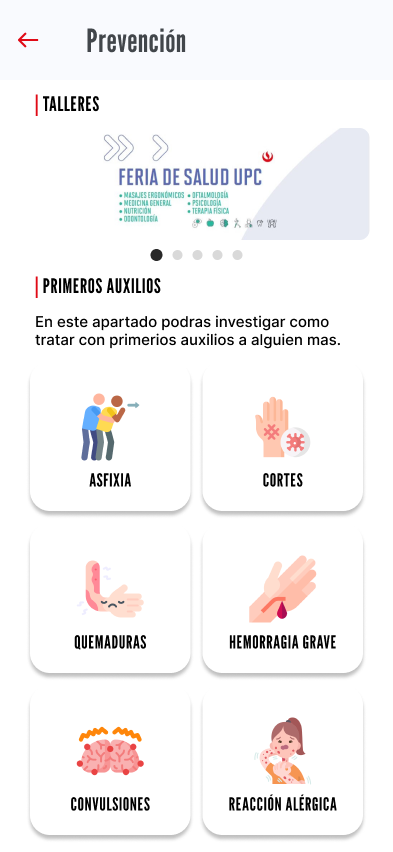 Prevención
TALLERES
FERIA DE SALUD UPC
• MASAJES ERGONÓMICOS • OFTALMOLOGÍA
• MEDICINA GENERAL • PSICOLOGÍA
• NUTRICIÓN • TERAPIA FÍSICA
• ODONTOLOGÍA
PRIMEROS AUXILIOS
En este apartado podras investigar como
tratar con primerios auxilios a alguien mas.
ASFIXIA
CORTES
QUEMADURAS
HEMORRAGIA GRAVE
CONVULSIONES
REACCIÓN ALÉRGICA